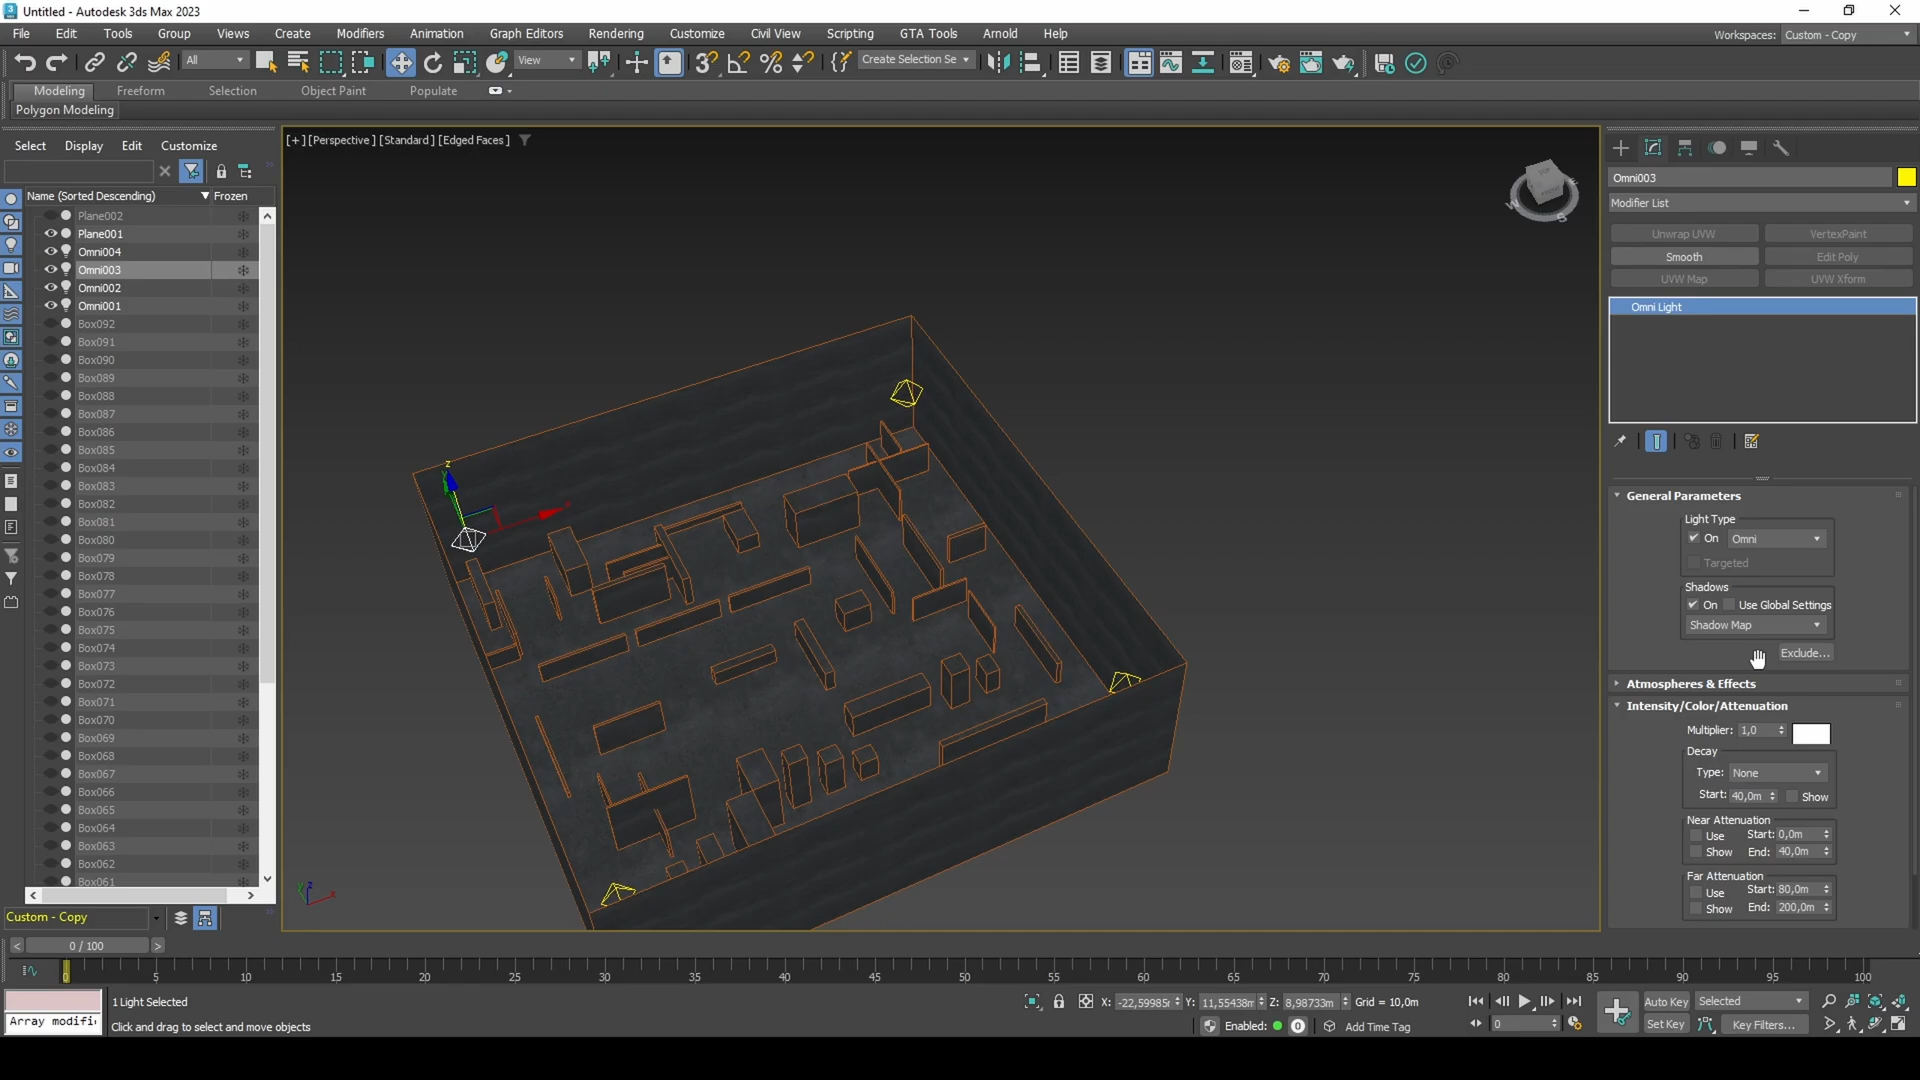 Untitled - Autodesk 3ds Max 2023
File Edit Tools Group Views Create Modifiers Animation Graph Editors Rendering Customize Civil View Scripting GTA Tools Arnold Help
Workspaces: Custom - Copy
All View Create Selection Se
Modeling Freeform Selection Object Paint Populate
Polygon Modeling
Select Display Edit Customize
[+] [Perspective] [Standard] [Edged Faces]
Name (Sorted Descending) Frozen
Plane002
Plane001
Omni004
Omni003
Omni002
Omni001
Box092
Box091
Box090
Box089
Box088
Box087
Box086
Box085
Box084
Box083
Box082
Box081
Box080
Box079
Box078
Box077
Box076
Box075
Box074
Box073
Box072
Box071
Box070
Box069
Box068
Box067
Box066
Box065
Box064
Box063
Box062
Box061
Custom - Copy
TOP
W
S
z
x
Omni003
Modifier List
Unwrap UVW VertexPaint
Smooth Edit Poly
UVW Map UVW Xform
Omni Light
General Parameters
Light Type
On Omni
Targeted
Shadows
On Use Global Settings
Shadow Map
Exclude...
Atmospheres & Effects
Intensity/Color/Attenuation
Multiplier: 1,0
Decay
Type: None
Start: 40,0m Show
Near Attenuation
Use Start: 0,0m
Show End: 40,0m
Far Attenuation
Use Start: 80,0m
Show End: 200,0m
< 0 / 100 >
0 5 10 15 20 25 30 35 40 45 50 55 60 65 70 75 80 85 90 95 100
1 Light Selected
Array modifi
Click and drag to select and move objects
X: -22,59985r Y: 11,55438m Z: 8,98733m Grid = 10,0m
Enabled: 0 Add Time Tag
0
Auto Key Selected
Set Key Key Filters...